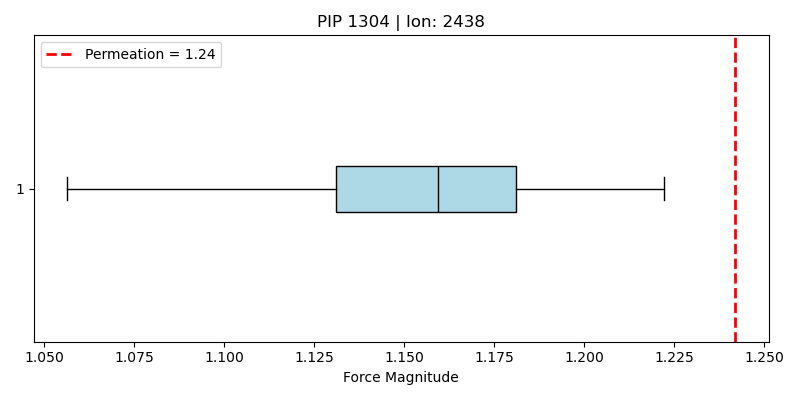 PIP 1304 | Ion: 2438
Permeation = 1.24
1
1.050 1.075 1.100 1.125 1.150 1.175 1.200 1.225 1.250
Force Magnitude